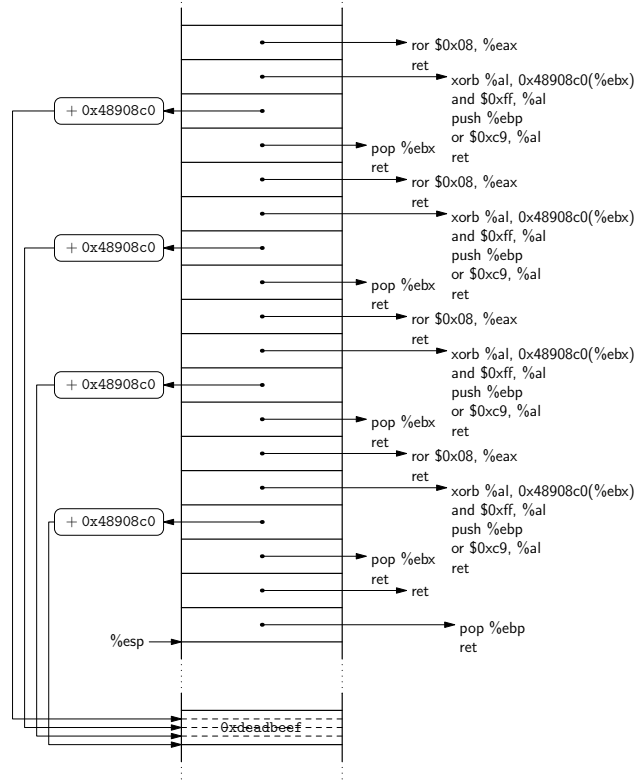 ror $0x08, %eax
ret
xorb %al, 0x48908c0(%ebx)
and $0xff, %al
push %ebp
or $0xc9, %al
ret
+ 0x48908c0
pop %ebx
ret
ror $0x08, %eax
ret
xorb %al, 0x48908c0(%ebx)
and $0xff, %al
push %ebp
or $0xc9, %al
ret
+ 0x48908c0
pop %ebx
ret
ror $0x08, %eax
ret
xorb %al, 0x48908c0(%ebx)
and $0xff, %al
push %ebp
or $0xc9, %al
ret
+ 0x48908c0
pop %ebx
ret
ror $0x08, %eax
ret
xorb %al, 0x48908c0(%ebx)
and $0xff, %al
push %ebp
or $0xc9, %al
ret
+ 0x48908c0
pop %ebx
ret
ret
pop %ebp
ret
%esp
0xdeadbeef